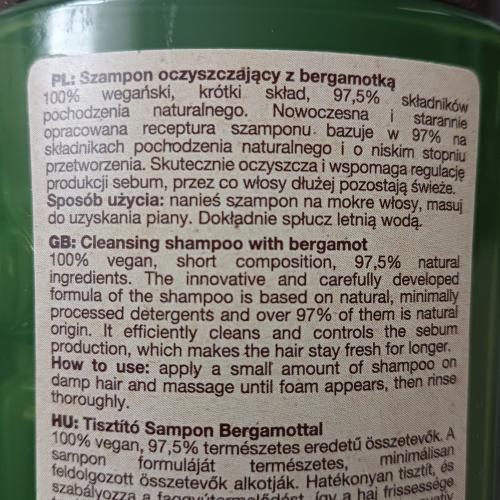 PL: Szampon oczyszczający z bergamotką
100% wegański, krótki skład, 97,5% składników
pochodzenia naturalnego. Nowoczesna i starannie
opracowana receptura szamponu bazuje w 97% na
składnikach pochodzenia naturalnego i o niskim stopniu
przetworzenia. Skutecznie oczyszcza i wspomaga regulację
produkcji sebum, przez co włosy dłużej pozostają świeże.
Sposób użycia: nanieś szampon na mokre włosy, masuj
do uzyskania piany. Dokładnie spłucz letnią wodą.
GB: Cleansing shampoo with bergamot
100% vegan, short composition, 97,5% natural
ingredients. The innovative and carefully developed
formula of the shampoo is based on natural, minimally
processed detergents and over 97% of them is natural
origin. It efficiently cleans and controls the sebum
production, which makes the hair stay fresh for longer.
How to use: apply a small amount of shampoo on
damp hair and massage until foam appears, then rinse
thoroughly.
HU: Tisztító Sampon Bergamottal
100% vegan, 97,5% természetes eredetű összetevők. A
sampon formuláját természetes, minimálisan
feldolgozott összetevők alkotják. Hatékonyan tisztít, és
szabályozza a faggyútermelődést, így a haj frissessége